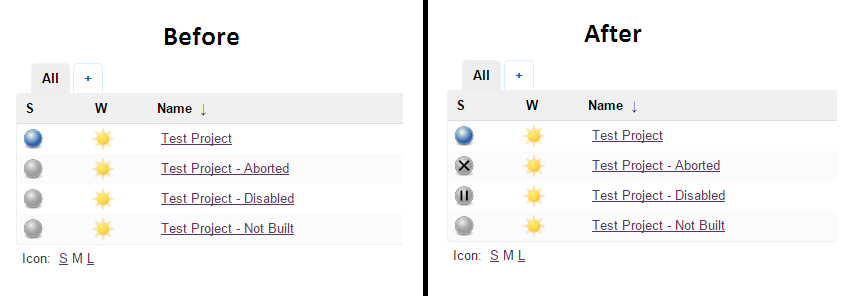 Before
All +
S W Name ↓
Test Project
Test Project - Aborted
Test Project - Disabled
Test Project - Not Built
Icon: S M L
After
All +
S W Name ↓
Test Project
Test Project - Aborted
Test Project - Disabled
Test Project - Not Built
Icon: S M L